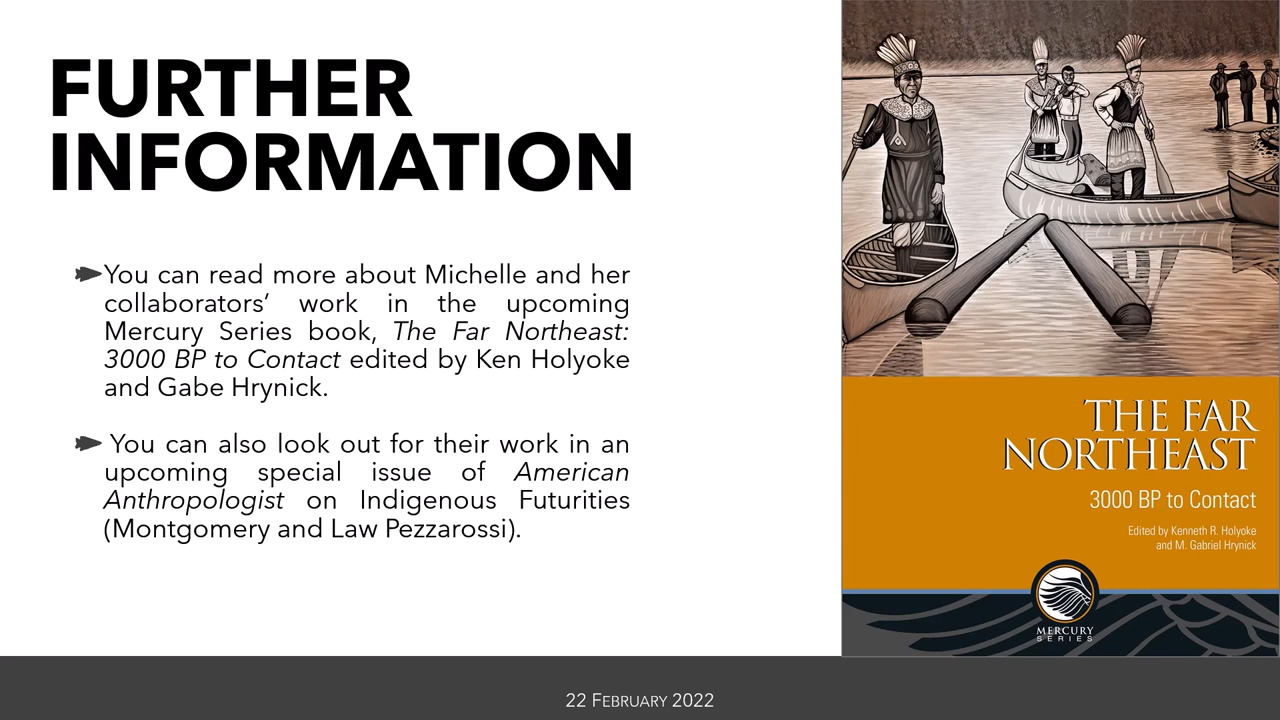 FURTHER
INFORMATION
You can read more about Michelle and her
collaborators’ work in the upcoming
Mercury Series book, The Far Northeast:
3000 BP to Contact edited by Ken Holyoke
and Gabe Hrynick.
You can also look out for their work in an
upcoming special issue of American
Anthropologist on Indigenous Futurities
(Montgomery and Law Pezzarossi).
THE FAR
NORTHEAST
3000 BP to Contact
Edited by Kenneth R. Holyoke
and M. Gabriel Hrynick
MERCURY
SERIES
22 FEBRUARY 2022